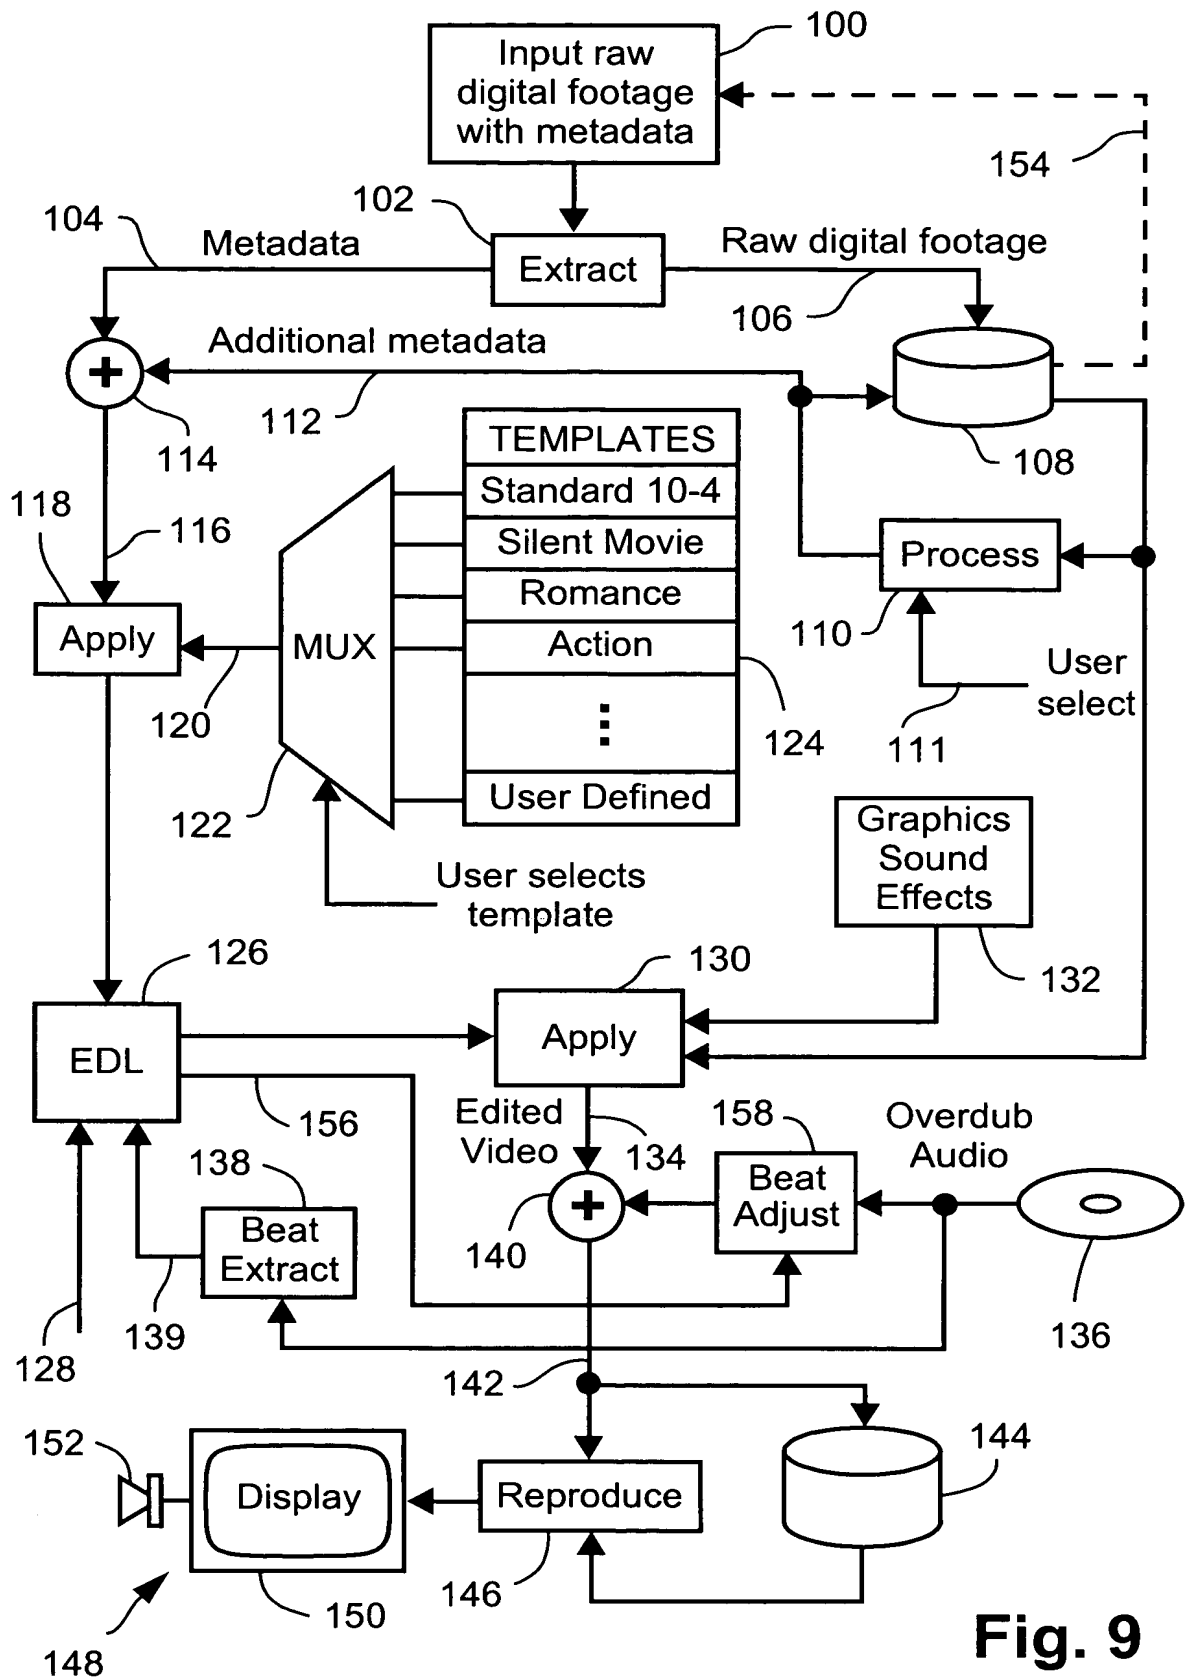 100
Input raw
digital footage
with metadata
154
102
104
Metadata
Extract
Raw digital footage
106
Additional metadata
+
112
114
108
TEMPLATES
Standard 10-4
Silent Movie
Romance
Action
⋮
User Defined
118
116
Process
110
Apply
MUX
User
select
120
111
124
122
Graphics
Sound
Effects
User selects
template
126
130
132
EDL
Apply
156
Edited
Video
134
158
Overdub
Audio
138
Beat
Extract
+
140
Beat
Adjust
128
139
136
142
152
Display
Reproduce
144
146
150
148
Fig. 9